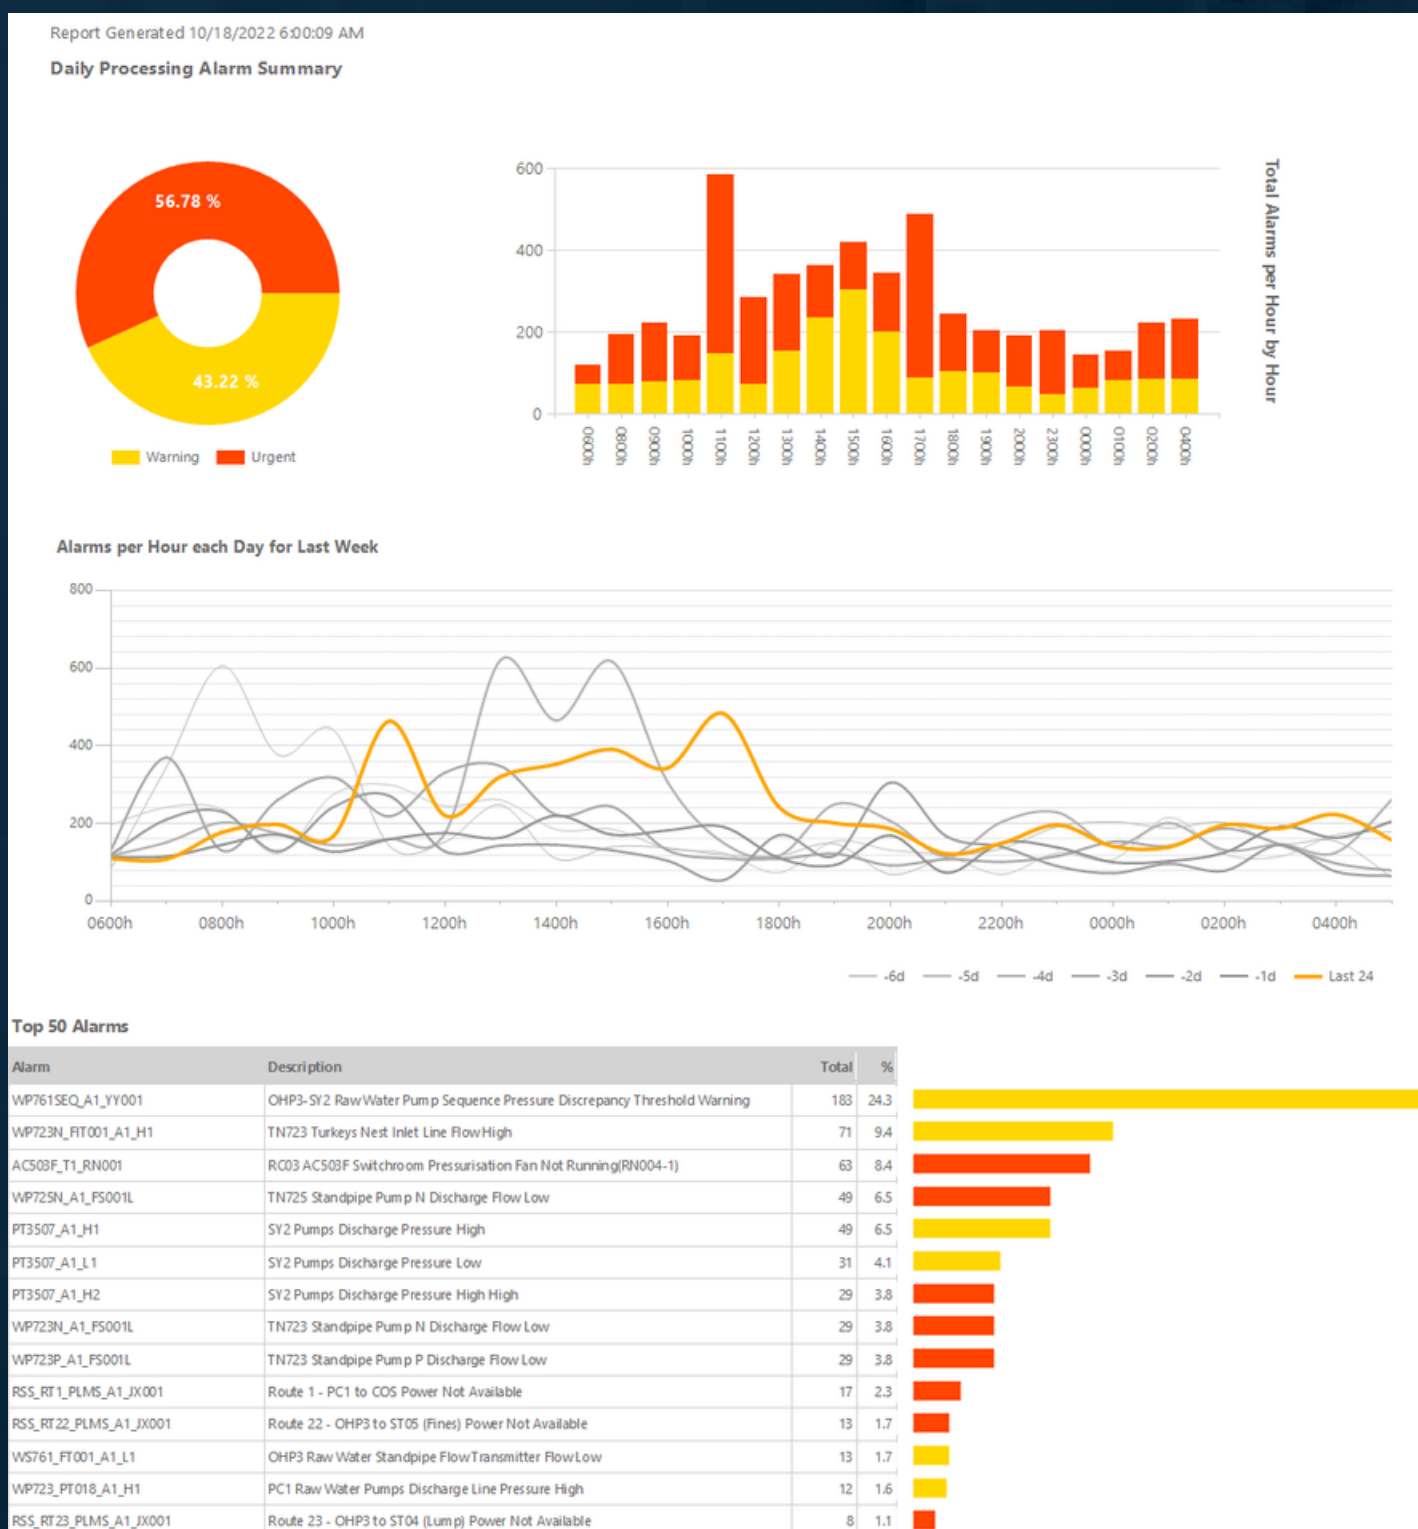 Report Generated 10/18/2022 6:00:09 AM
Daily Processing Alarm Summary
56.78 %
43.22 %
Warning Urgent
600
400
200
0
0600h 0800h 0900h 1000h 1100h 1200h 1300h 1400h 1500h 1600h 1700h 1800h 1900h 2000h 2300h 0000h 0100h 0200h 0400h
Total Alarms per Hour by Hour
Alarms per Hour each Day for Last Week
800
600
400
200
0
0600h 0800h 1000h 1200h 1400h 1600h 1800h 2000h 2200h 0000h 0200h 0400h
-6d -5d -4d -3d -2d -1d Last 24
Top 50 Alarms
Alarm Description Total %
WP761SEQ_A1_YY001 OHP3-SY2 Raw Water Pump Sequence Pressure Discrepancy Threshold Warning 183 24.3
WP723N_FIT001_A1_H1 TN723 Turkeys Nest Inlet Line Flow High 71 9.4
AC503F_T1_RN001 RC03 AC503F Switchroom Pressurisation Fan Not Running(RN004-1) 63 8.4
WP725N_A1_FS001L TN725 Standpipe Pump N Discharge Flow Low 49 6.5
PT3507_A1_H1 SY2 Pumps Discharge Pressure High 49 6.5
PT3507_A1_L1 SY2 Pumps Discharge Pressure Low 31 4.1
PT3507_A1_H2 SY2 Pumps Discharge Pressure High High 29 3.8
WP723N_A1_FS001L TN723 Standpipe Pump N Discharge Flow Low 29 3.8
WP723P_A1_FS001L TN723 Standpipe Pump P Discharge Flow Low 29 3.8
RSS_RT1_PLMS_A1_JX001 Route 1 - PC1 to COS Power Not Available 17 2.3
RSS_RT22_PLMS_A1_JX001 Route 22 - OHP3 to ST05 (Fines) Power Not Available 13 1.7
WS761_FT001_A1_L1 OHP3 Raw Water Standpipe Flow Transmitter Flow Low 13 1.7
WP723_PT018_A1_H1 PC1 Raw Water Pumps Discharge Line Pressure High 12 1.6
RSS_RT23_PLMS_A1_JX001 Route 23 - OHP3 to ST04 (Lump) Power Not Available 8 1.1